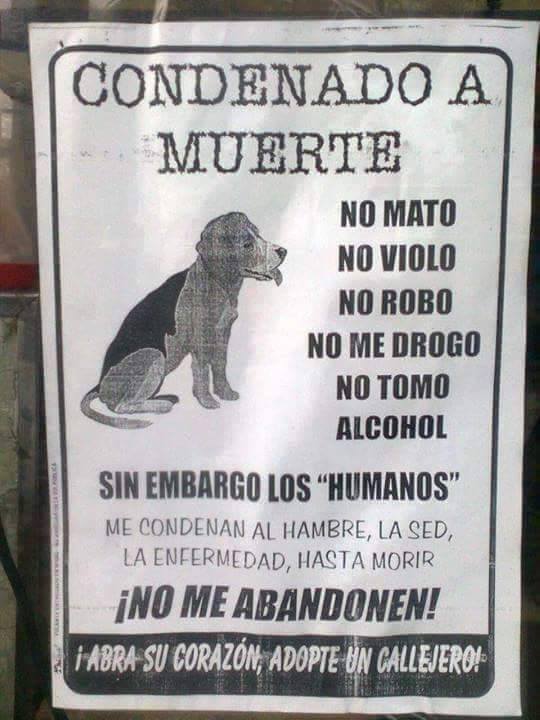 CONDENADO A
MUERTE
NO MATO
NO VIOLO
NO ROBO
NO ME DROGO
NO TOMO
ALCOHOL
SIN EMBARGO LOS “HUMANOS”
ME CONDENAN AL HAMBRE, LA SED,
LA ENFERMEDAD, HASTA MORIR
¡NO ME ABANDONEN!
¡ABRA SU CORAZÓN, ADOPTE UN CALLEJERO!